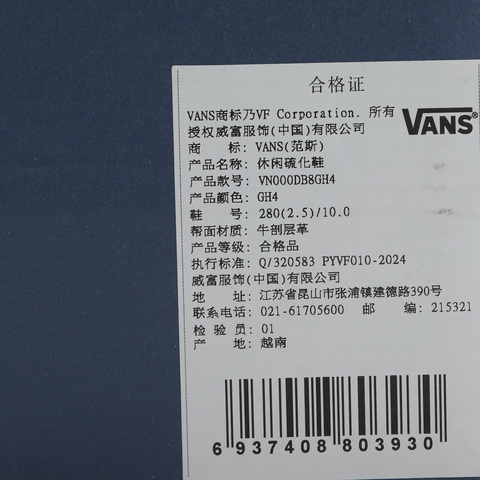 合格证
VANS商标乃VF Corporation. 所有
授权威富服饰(中国)有限公司
VANS®
商 标: VANS(范斯)
产品名称: 休闲硫化鞋
产品款号: VN000DB8GH4
产品颜色: GH4
鞋 号: 280(2.5)/10.0
帮面材质: 牛剖层革
产品等级: 合格品
执行标准: Q/320583 PYVF010-2024
威富服饰(中国)有限公司
地 址: 江苏省昆山市张浦镇建德路390号
联系电话: 021-61705600 邮 编: 215321
检 验 员: 01
产 地: 越南
6 937408 803930